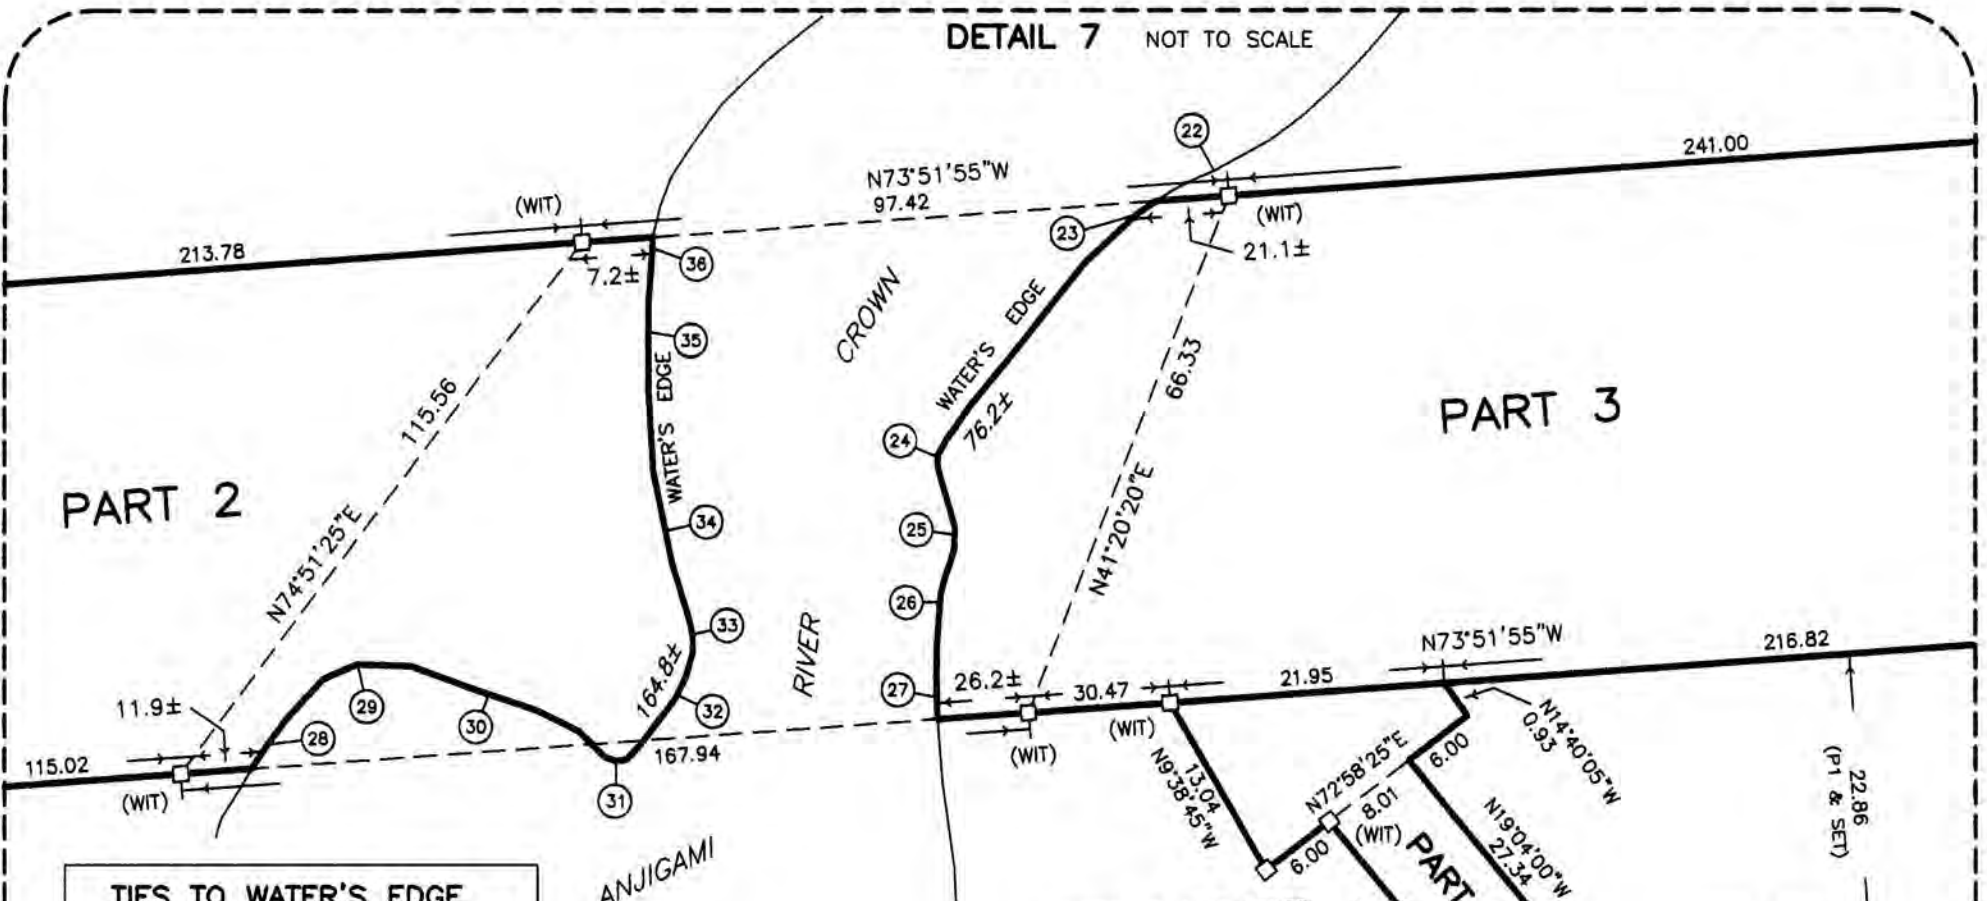 DETAIL 7 NOT TO SCALE
22
241.00
N73°51'55"W
97.42
(WIT)
(WIT)
23
21.1±
213.78
7.2±
36
CROWN
WATER'S EDGE
35
WATER'S EDGE
66.33
115.56
76.2±
PART 3
24
PART 2
N74°51'25"E
34
25
N41°20'20"E
26
33
RIVER
164.8±
N73°51'55"W
216.82
27
26.2±
30.47
21.95
11.9±
29
30
32
28
167.94
(WIT)
(WIT)
N14°40'05"W
0.93
115.02
(WIT)
31
13.04
N9°38'45"W
N72°58'25"E
8.01
6.00
(WIT)
6.00
N19°04'00"W
27.34
22.86
(P1 & SET)
PART
ANJIGAMI
TIES TO WATER'S EDGE